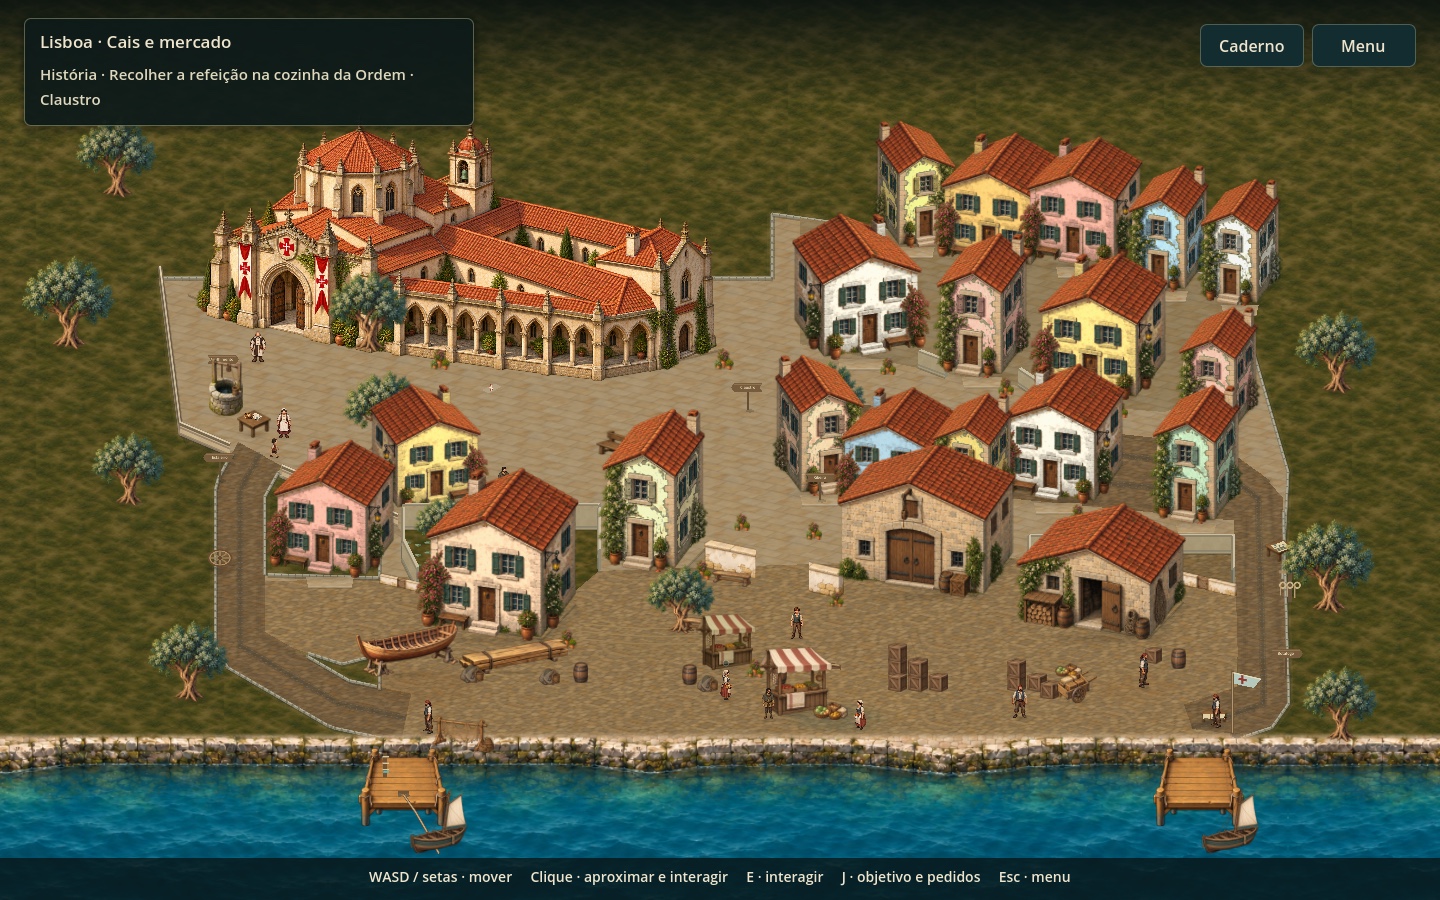 Lisboa · Cais e mercado
Caderno
Menu
História · Recolher a refeição na cozinha da Ordem ·
Claustro
WASD / setas · mover
Clique · aproximar e interagir
E · interagir
J · objetivo e pedidos
Esc · menu